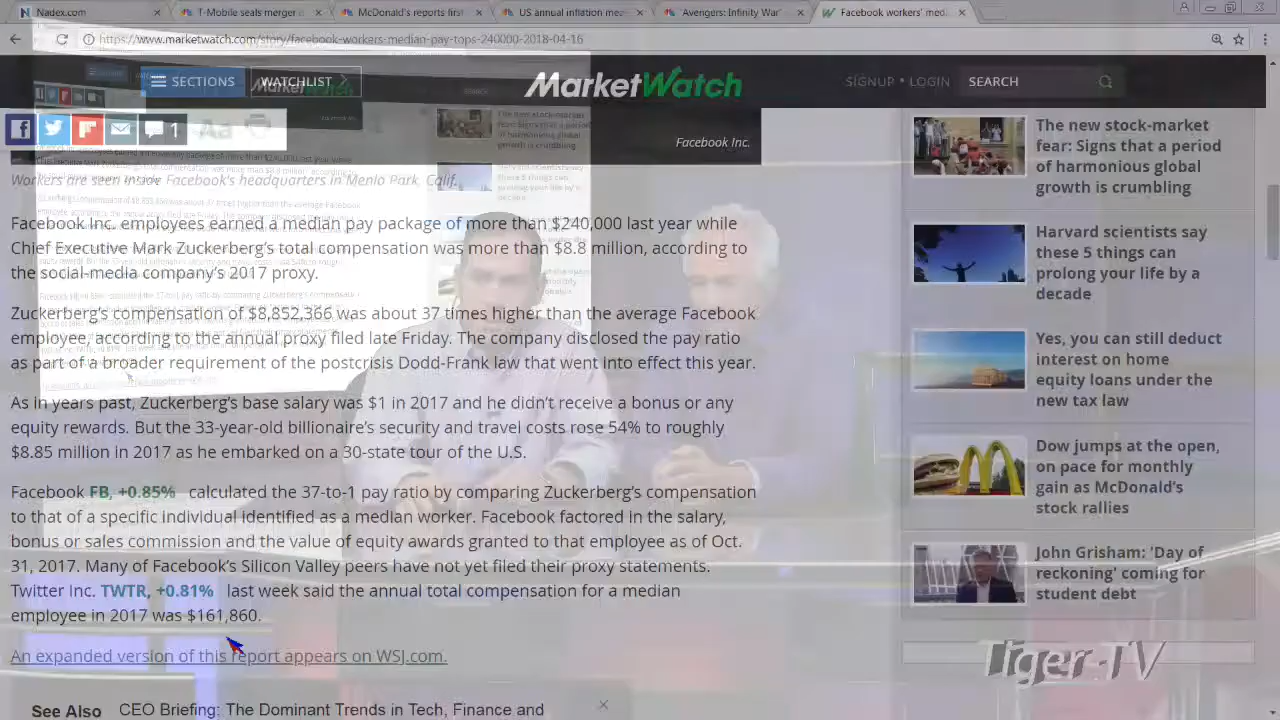 Nadex.com
T-Mobile seals merger a
McDonald's reports first
US annual inflation mea
'Avengers: Infinity War'
Facebook workers' med
https://www.marketwatch.com/story/facebook-workers-median-pay-tops-240000-2018-04-16
SECTIONS
WATCHLIST
MarketWatch
SIGNUP • LOGIN
SEARCH
1
Aa
Facebook Inc.
Workers are seen inside Facebook's headquarters in Menlo Park, Calif.
Facebook Inc. employees earned a median pay package of more than $240,000 last year while
Chief Executive Mark Zuckerberg's total compensation was more than $8.8 million, according to
the social-media company's 2017 proxy.
Zuckerberg's compensation of $8,852,366 was about 37 times higher than the average Facebook
employee, according to the annual proxy filed late Friday. The company disclosed the pay ratio
as part of a broader requirement of the postcrisis Dodd-Frank law that went into effect this year.
As in years past, Zuckerberg's base salary was $1 in 2017 and he didn't receive a bonus or any
equity rewards. But the 33-year-old billionaire's security and travel costs rose 54% to roughly
$8.85 million in 2017 as he embarked on a 30-state tour of the U.S.
Facebook FB, +0.85% calculated the 37-to-1 pay ratio by comparing Zuckerberg's compensation
to that of a specific individual identified as a median worker. Facebook factored in the salary,
bonus or sales commission and the value of equity awards granted to that employee as of Oct.
31, 2017. Many of Facebook's Silicon Valley peers have not yet filed their proxy statements.
Twitter Inc. TWTR, +0.81% last week said the annual total compensation for a median
employee in 2017 was $161,860.
An expanded version of this report appears on WSJ.com.
See Also CEO Briefing: The Dominant Trends in Tech, Finance and
The new stock-market
fear: Signs that a period
of harmonious global
growth is crumbling
Harvard scientists say
these 5 things can
prolong your life by a
decade
Yes, you can still deduct
interest on home
equity loans under the
new tax law
Dow jumps at the open,
on pace for monthly
gain as McDonald's
stock rallies
John Grisham: 'Day of
reckoning' coming for
student debt
Tiger-TV